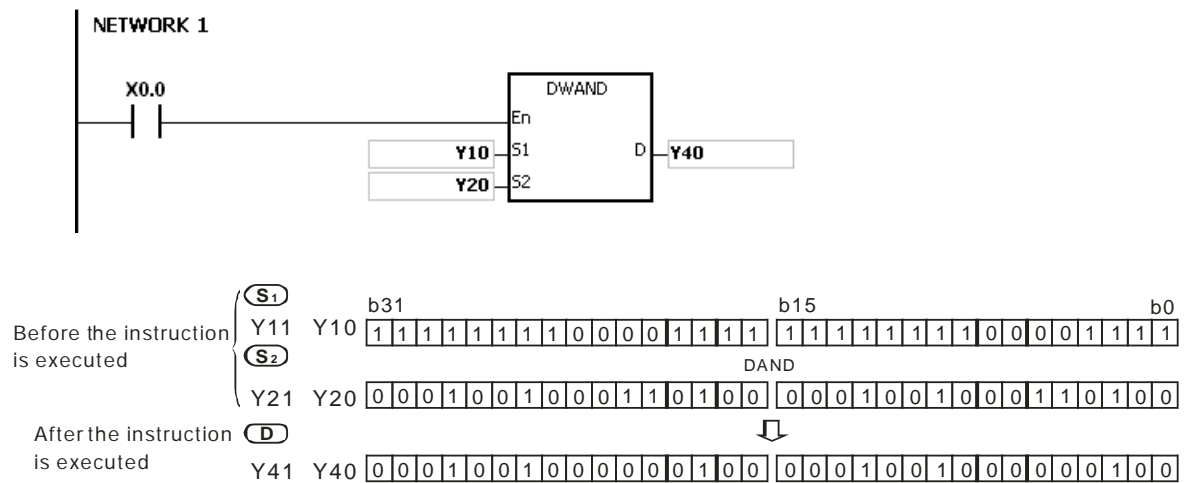 NETWORK 1
X0.0
DWAND
En
Y10 S1 D Y40
Y20 S2
S1
b31 b15 b0
Before the instruction
is executed
Y11 Y10 1 1 1 1 1 1 1 1 0 0 0 0 1 1 1 1 1 1 1 1 1 1 1 1 0 0 0 0 1 1 1 1
S2
DAND
Y21 Y20 0 0 0 1 0 0 1 0 0 0 1 1 0 1 0 0 0 0 0 1 0 0 1 0 0 0 1 1 0 1 0 0
After the instruction D
is executed
Y41 Y40 0 0 0 1 0 0 1 0 0 0 0 0 0 1 0 0 0 0 0 1 0 0 1 0 0 0 0 0 0 1 0 0